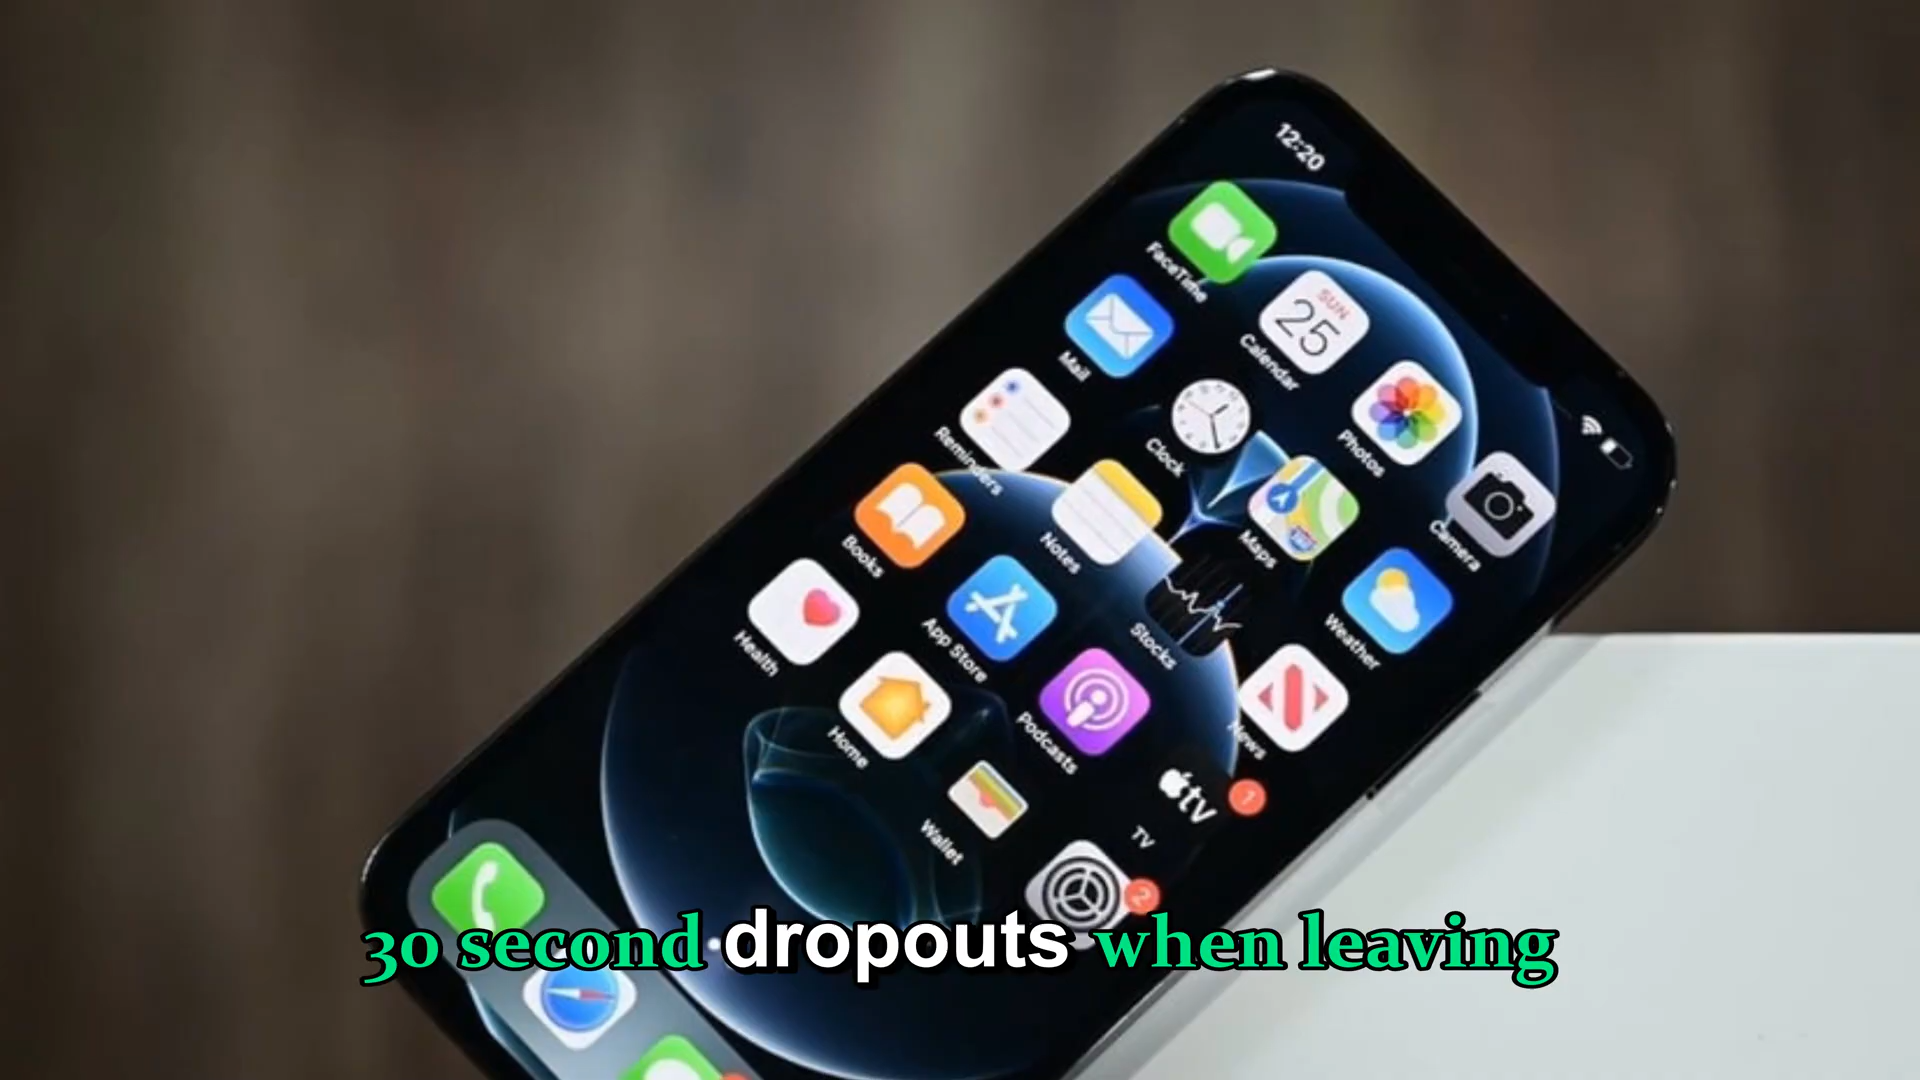 12:20
FaceTime
SUN
25
Calendar
Mail
Photos
Clock
Reminders
Camera
Maps
Notes
Books
Weather
Stocks
App Store
Health
News
Podcasts
Home
tv
1
TV
Wallet
2
30 second dropouts when leaving